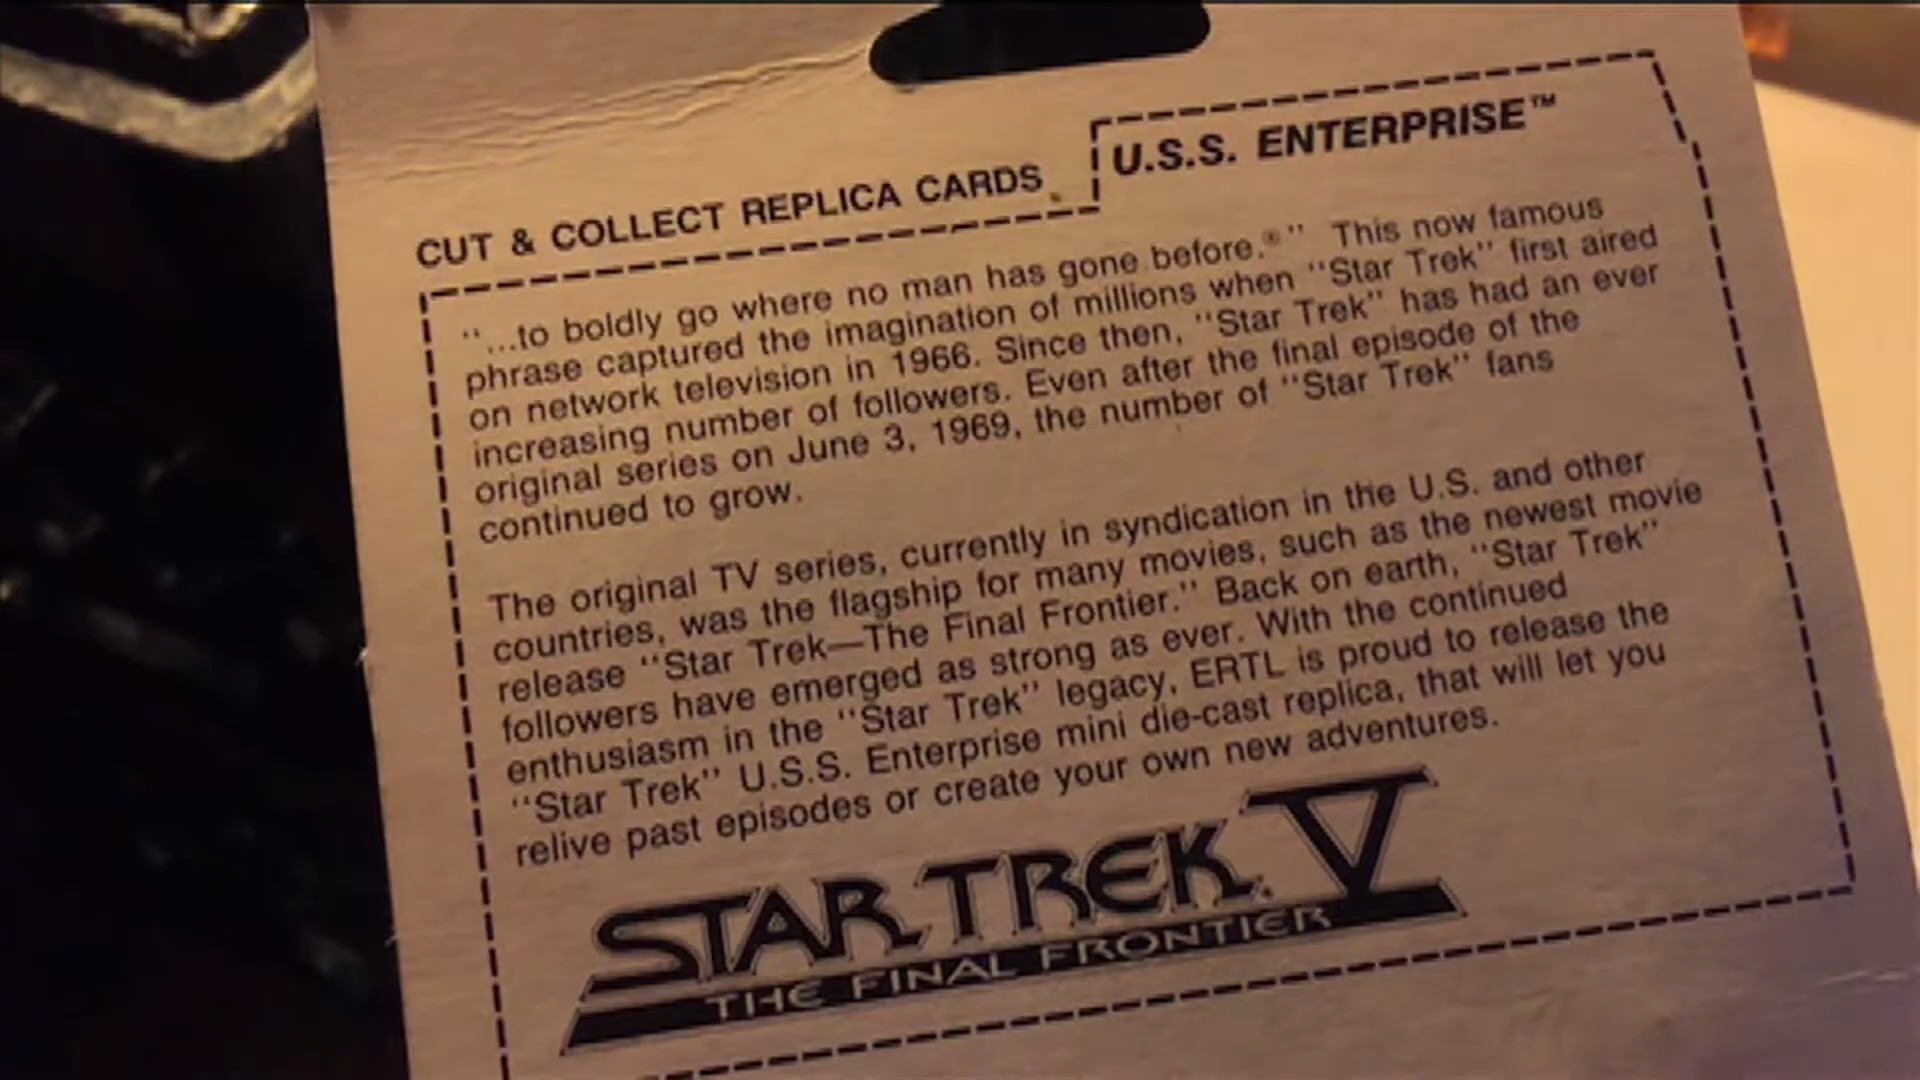 CUT & COLLECT REPLICA CARDS
U.S.S. ENTERPRISE™
“...to boldly go where no man has gone before.®” This now famous
phrase captured the imagination of millions when “Star Trek” first aired
on network television in 1966. Since then, “Star Trek” has had an ever
increasing number of followers. Even after the final episode of the
original series on June 3, 1969, the number of “Star Trek” fans
continued to grow.
The original TV series, currently in syndication in the U.S. and other
countries, was the flagship for many movies, such as the newest movie
release “Star Trek—The Final Frontier.” Back on earth, “Star Trek”
followers have emerged as strong as ever. With the continued
enthusiasm in the “Star Trek” legacy, ERTL is proud to release the
“Star Trek” U.S.S. Enterprise mini die-cast replica, that will let you
relive past episodes or create your own new adventures.
STAR TREK V
THE FINAL FRONTIER